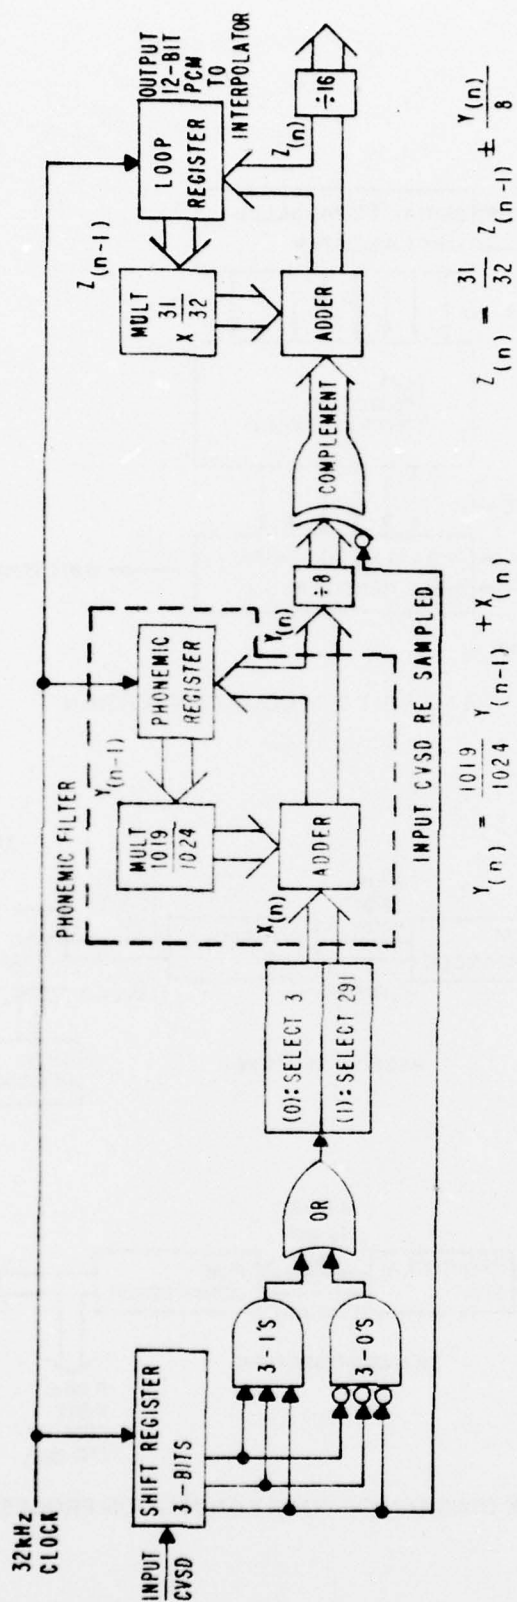 32kHz
CLOCK
INPUT
CVSD
SHIFT REGISTER
3-BITS
3-1'S
3-0'S
OR
(0): SELECT 3
(1): SELECT 291
PHONEMIC FILTER
X(n)
MULT
1019
1024
ADDER
Y(n-1)
PHONEMIC
REGISTER
Y(n)
÷8
INPUT CVSD RE SAMPLED
COMPLEMENT
MULT
X 31
32
ADDER
Z(n-1)
LOOP
REGISTER
Z(n)
÷16
OUTPUT
12-BIT
PCM
TO
INTERPOLATOR
Y(n) = 1019/1024 Y(n-1) + X(n)
Z(n) = 31/32 Z(n-1) ± Y(n)/8